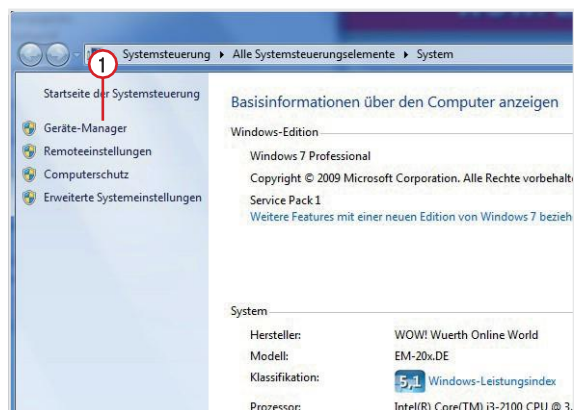 Systemsteuerung ▸ Alle Systemsteuerungselemente ▸ System
1
Startseite der Systemsteuerung
Geräte-Manager
Remoteeinstellungen
Computerschutz
Erweiterte Systemeinstellungen
Basisinformationen über den Computer anzeigen
Windows-Edition
Windows 7 Professional
Copyright © 2009 Microsoft Corporation. Alle Rechte vorbehalte
Service Pack 1
Weitere Features mit einer neuen Edition von Windows 7 bezieh
System
Hersteller: WOW! Wuerth Online World
Modell: EM-20x.DE
Klassifikation: 5,1 Windows-Leistungsindex
Prozessor: Intel(R) Core(TM) i3-2100 CPU @ 3.